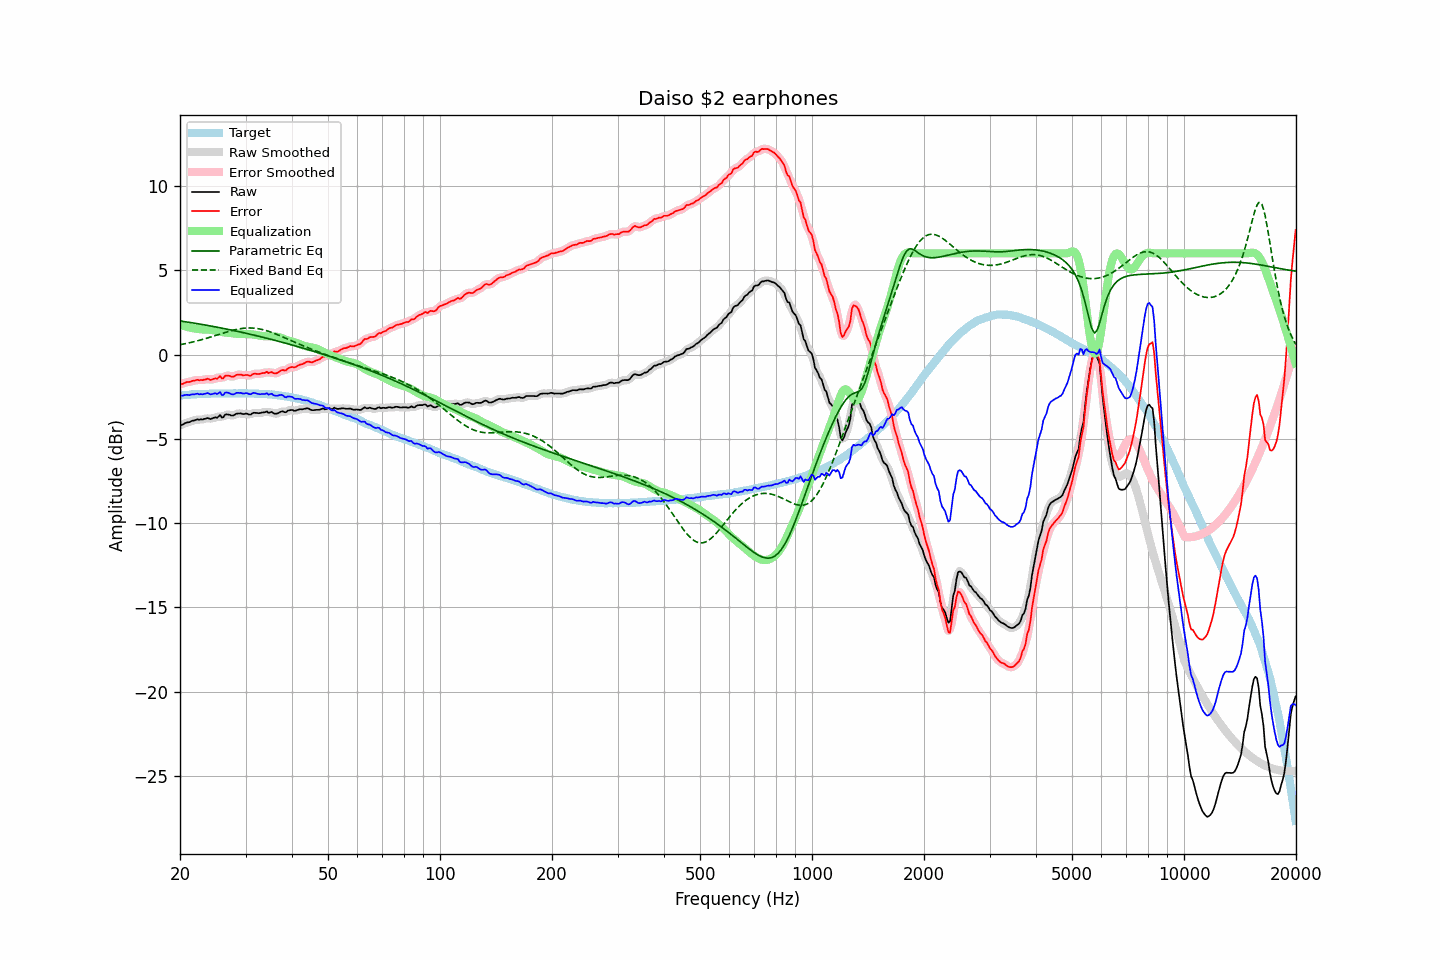 Daiso $2 earphones
Target
Raw Smoothed
Error Smoothed
Raw
Error
Equalization
Parametric Eq
Fixed Band Eq
Equalized
Amplitude (dBr)
10
5
0
−5
−10
−15
−20
−25
20 50 100 200 500 1000 2000 5000 10000 20000
Frequency (Hz)